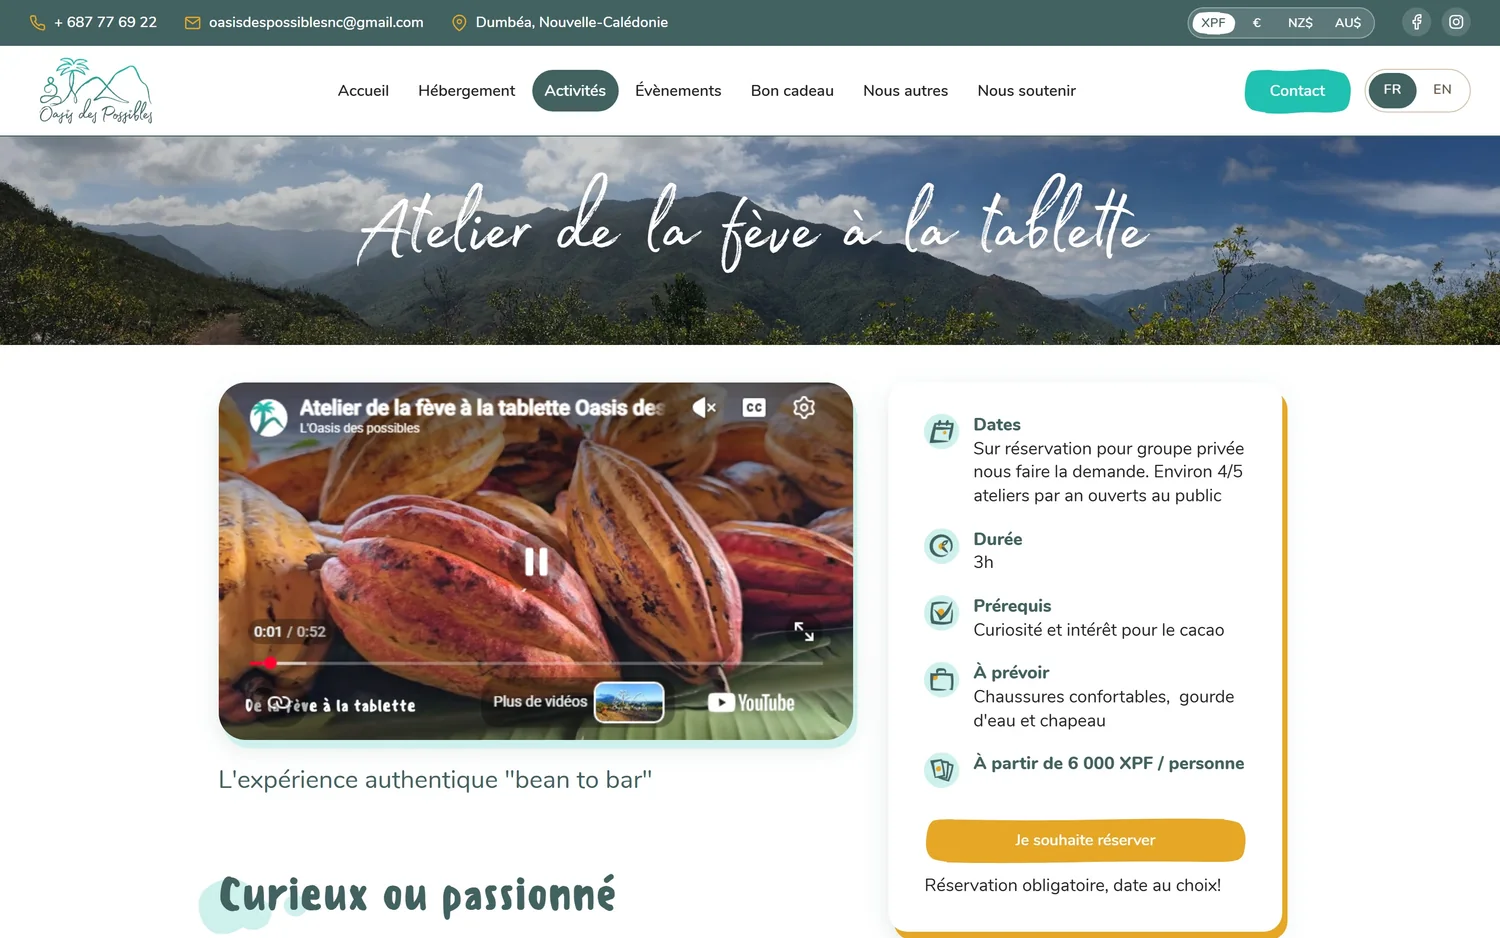 + 687 77 69 22
oasisdespossiblesnc@gmail.com
Dumbéa, Nouvelle-Calédonie
XPF
€
NZ$
AU$
Oasis des Possibles
Accueil
Hébergement
Activités
Évènements
Bon cadeau
Nous autres
Nous soutenir
Contact
FR
EN
Atelier de la fève à la tablette
Atelier de la fève à la tablette Oasis des
L'Oasis des possibles
CC
0:01 / 0:52
De la fève à la tablette
Plus de vidéos
YouTube
L'expérience authentique "bean to bar"
Curieux ou passionné
Dates
Sur réservation pour groupe privée
nous faire la demande. Environ 4/5
ateliers par an ouverts au public
Durée
3h
Prérequis
Curiosité et intérêt pour le cacao
À prévoir
Chaussures confortables,  gourde
d'eau et chapeau
À partir de 6 000 XPF / personne
Je souhaite réserver
Réservation obligatoire, date au choix!